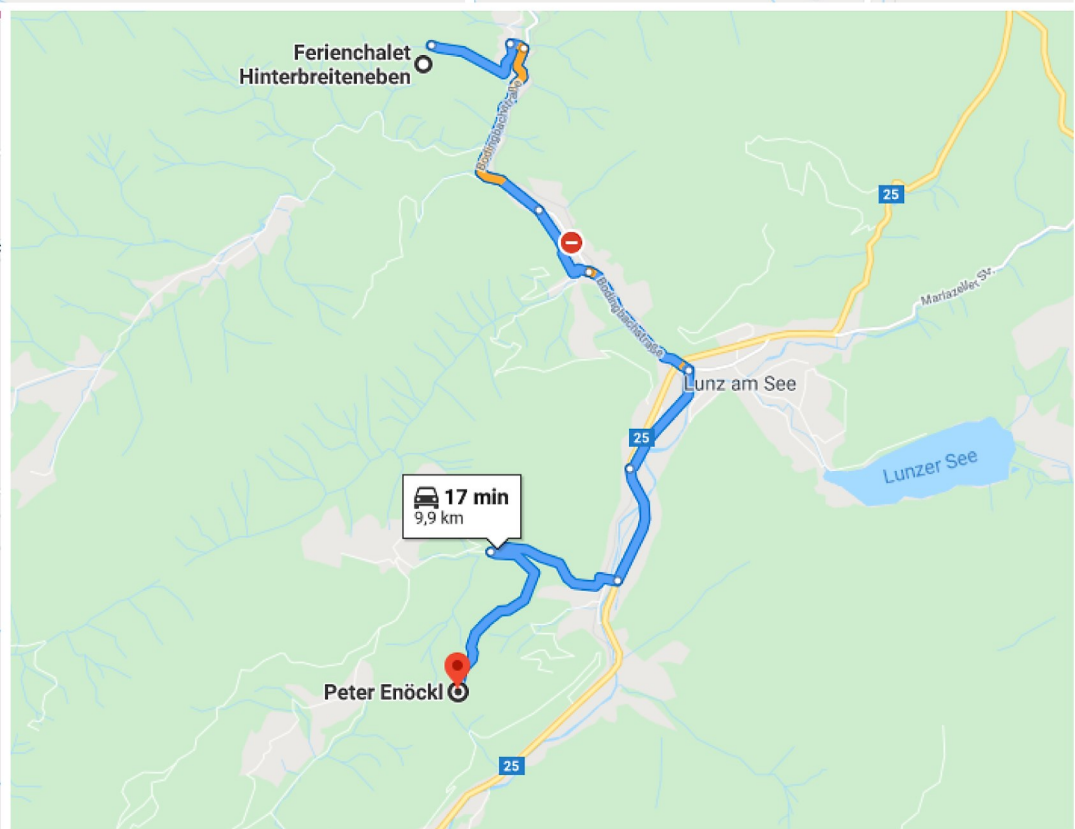 Ferienchalet
Hinterbreiteneben
Bodingbachstraße
25
Mariazeller Str.
Bodingbachstraße
Lunz am See
25
Lunzer See
17 min
9,9 km
Peter Enöckl
25